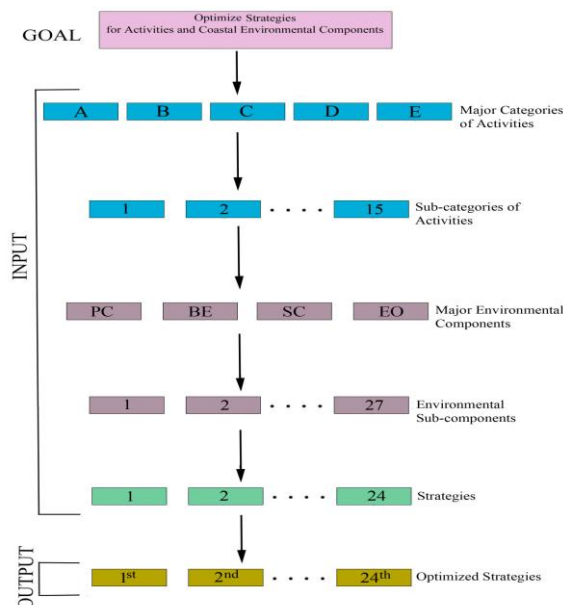 GOAL
Optimize Strategies
for Activities and Coastal Environmental Components
INPUT
A B C D E
Major Categories
of Activities
1 2 . . . . 15
Sub-categories of
Activities
PC BE SC EO
Major Environmental
Components
1 2 . . . . 27
Environmental
Sub-components
1 2 . . . . 24
Strategies
OUTPUT
1st 2nd . . . . 24th
Optimized Strategies